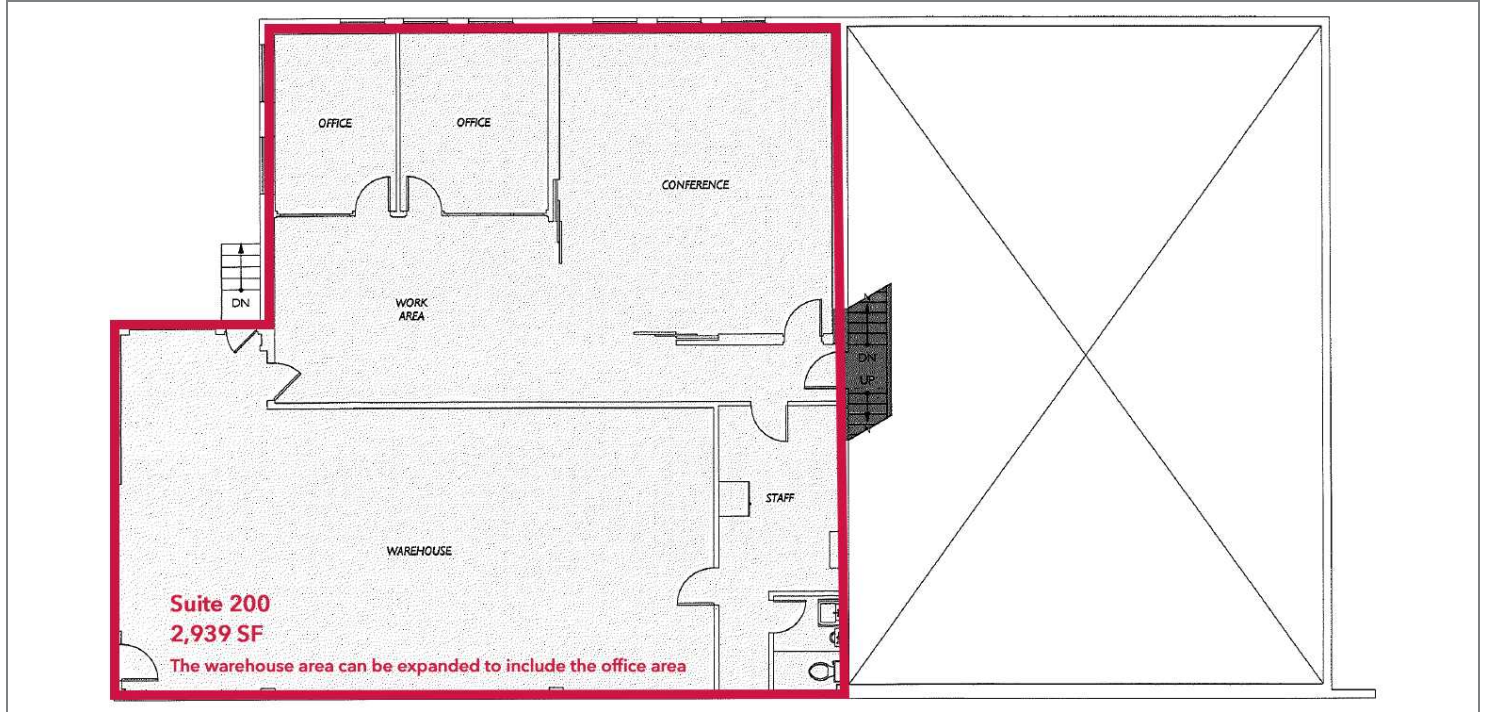 OFFICE
OFFICE
CONFERENCE
DN
WORK
AREA
DN
UP
STAFF
WAREHOUSE
Suite 200
2,939 SF
The warehouse area can be expanded to include the office area